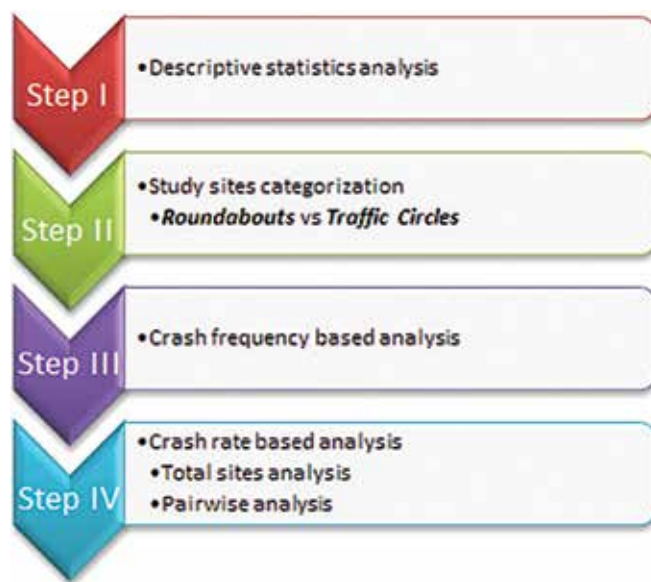 Step I
•Descriptive statistics analysis
Step II
•Study sites categorization
•Roundabouts vs Traffic Circles
Step III
•Crash frequency based analysis
Step IV
•Crash rate based analysis
•Total sites analysis
•Pairwise analysis